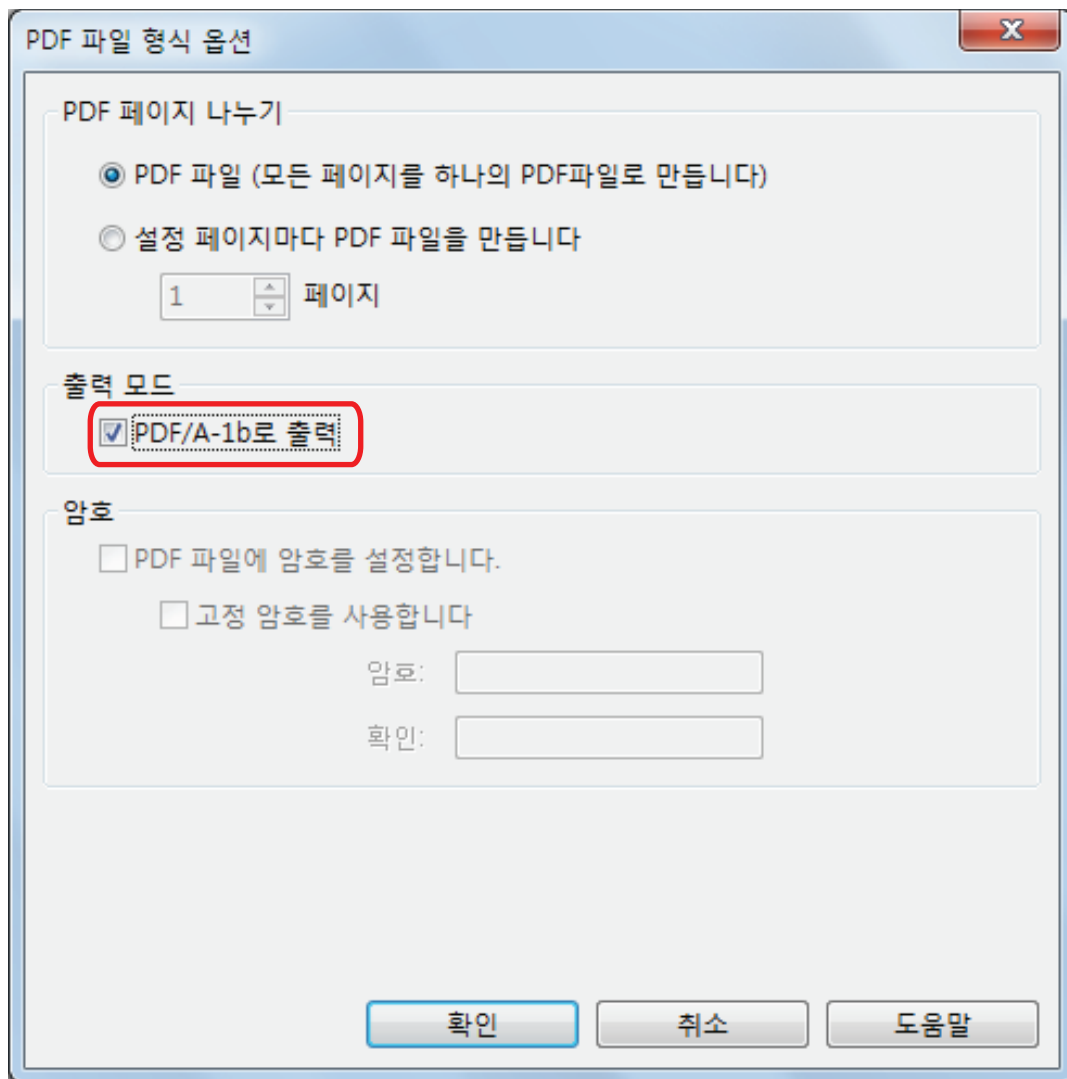 PDF 파일 형식 옵션
PDF 페이지 나누기
PDF 파일 (모든 페이지를 하나의 PDF파일로 만듭니다)
설정 페이지마다 PDF 파일을 만듭니다
1 페이지
출력 모드
PDF/A-1b로 출력
암호
PDF 파일에 암호를 설정합니다.
고정 암호를 사용합니다
암호:
확인:
확인 취소 도움말